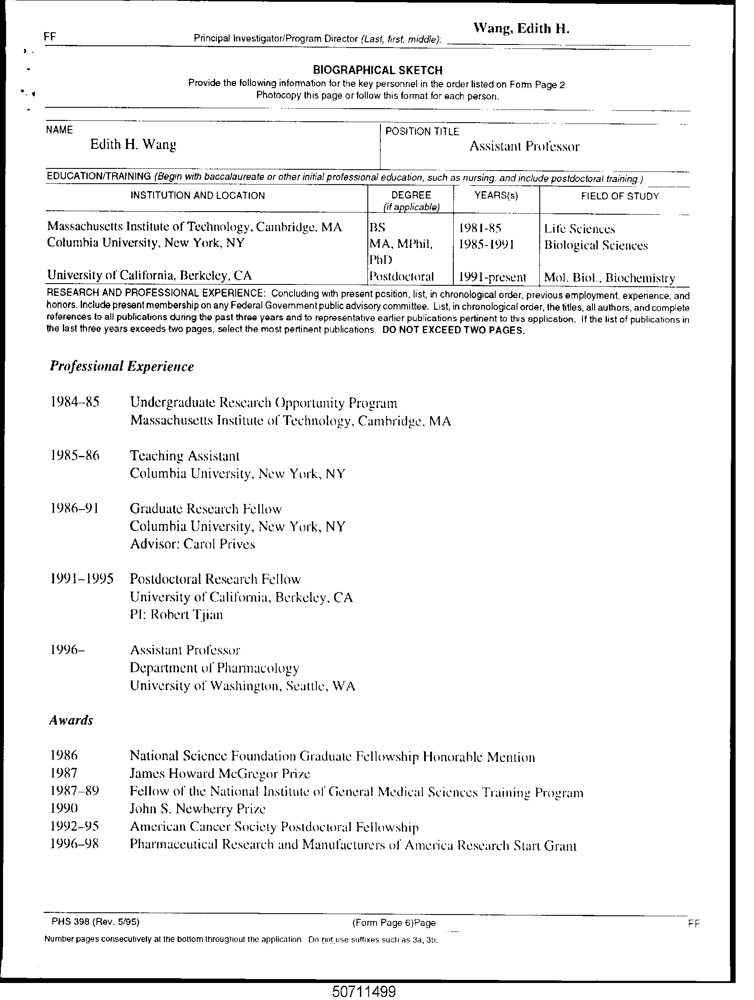 FF
Principal Investigator/Program Director (Last, first, middle): Wang, Edith H.
BIOGRAPHICAL SKETCH
Provide the following information for the key personnel in the order listed on Form Page 2.
Photocopy this page or follow this format for each person.
NAME
Edith H. Wang
POSITION TITLE
Assistant Professor
EDUCATION/TRAINING (Begin with baccalaureate or other initial professional education, such as nursing, and include postdoctoral training.)
INSTITUTION AND LOCATION DEGREE (if applicable) YEARS(s) FIELD OF STUDY
Massachusetts Institute of Technology, Cambridge, MA BS 1981-85 Life Sciences
Columbia University, New York, NY MA, MPhil, PhD 1985-1991 Biological Sciences
University of California, Berkeley, CA Postdoctoral 1991-present Mol. Biol., Biochemistry
RESEARCH AND PROFESSIONAL EXPERIENCE: Concluding with present position, list, in chronological order, previous employment, experience, and
honors. Include present membership on any Federal Government public advisory committee. List, in chronological order, the titles, all authors, and complete
references to all publications during the past three years and to representative earlier publications pertinent to this application. If the list of publications in
the last three years exceeds two pages, select the most pertinent publications. DO NOT EXCEED TWO PAGES.
Professional Experience
1984–85 Undergraduate Research Opportunity Program
Massachusetts Institute of Technology, Cambridge, MA
1985–86 Teaching Assistant
Columbia University, New York, NY
1986–91 Graduate Research Fellow
Columbia University, New York, NY
Advisor: Carol Prives
1991–1995 Postdoctoral Research Fellow
University of California, Berkeley, CA
PI: Robert Tjian
1996– Assistant Professor
Department of Pharmacology
University of Washington, Seattle, WA
Awards
1986 National Science Foundation Graduate Fellowship Honorable Mention
1987 James Howard McGregor Prize
1987–89 Fellow of the National Institute of General Medical Sciences Training Program
1990 John S. Newberry Prize
1992–95 American Cancer Society Postdoctoral Fellowship
1996–98 Pharmaceutical Research and Manufacturers of America Research Start Grant
PHS 398 (Rev. 5/95) (Form Page 6)Page FF
Number pages consecutively at the bottom throughout the application. Do not use suffixes such as 3a, 3b.
50711499